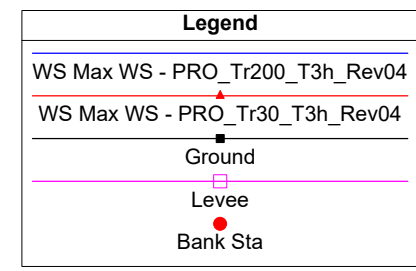 Legend
WS Max WS - PRO_Tr200_T3h_Rev04
WS Max WS - PRO_Tr30_T3h_Rev04
Ground
Levee
Bank Sta